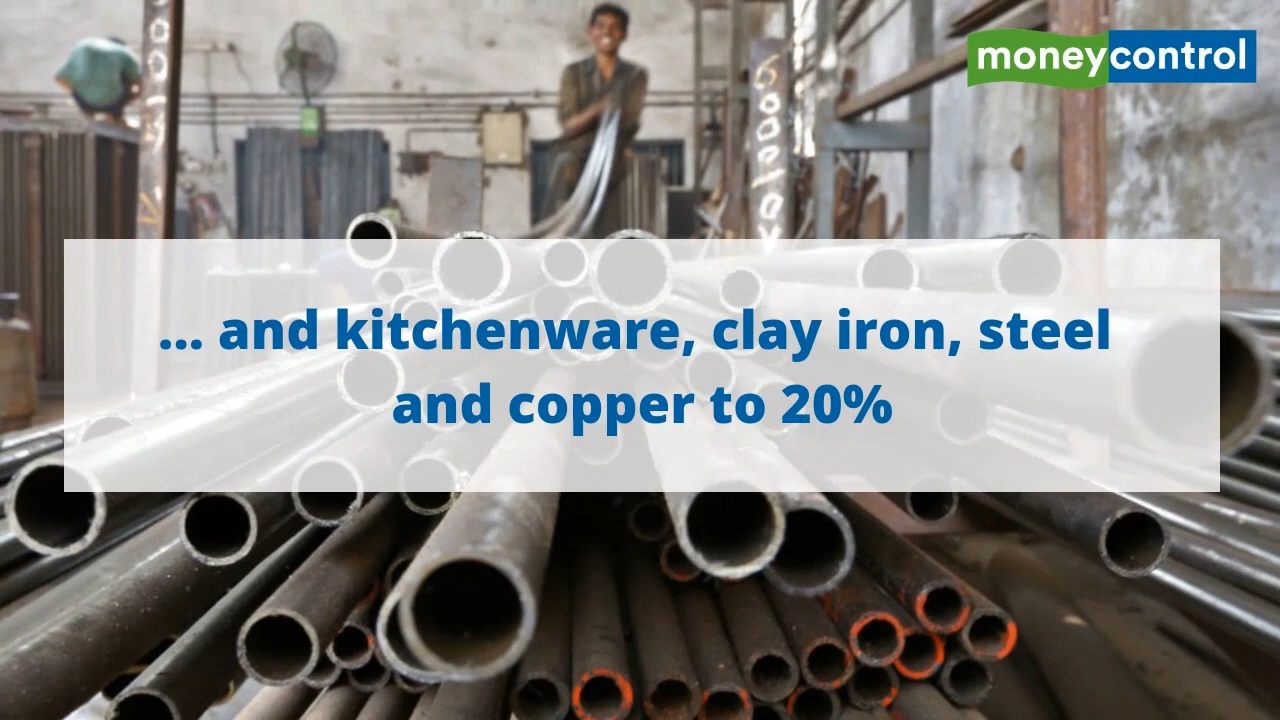 moneycontrol
... and kitchenware, clay iron, steel
and copper to 20%